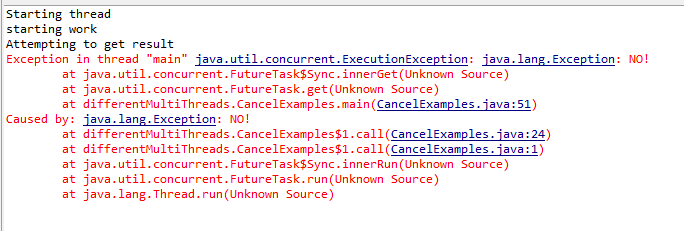 Starting thread
starting work
Attempting to get result
Exception in thread "main" java.util.concurrent.ExecutionException: java.lang.Exception: NO!
at java.util.concurrent.FutureTask$Sync.innerGet(Unknown Source)
at java.util.concurrent.FutureTask.get(Unknown Source)
at differentMultiThreads.CancelExamples.main(CancelExamples.java:51)
Caused by: java.lang.Exception: NO!
at differentMultiThreads.CancelExamples$1.call(CancelExamples.java:24)
at differentMultiThreads.CancelExamples$1.call(CancelExamples.java:1)
at java.util.concurrent.FutureTask$Sync.innerRun(Unknown Source)
at java.util.concurrent.FutureTask.run(Unknown Source)
at java.lang.Thread.run(Unknown Source)